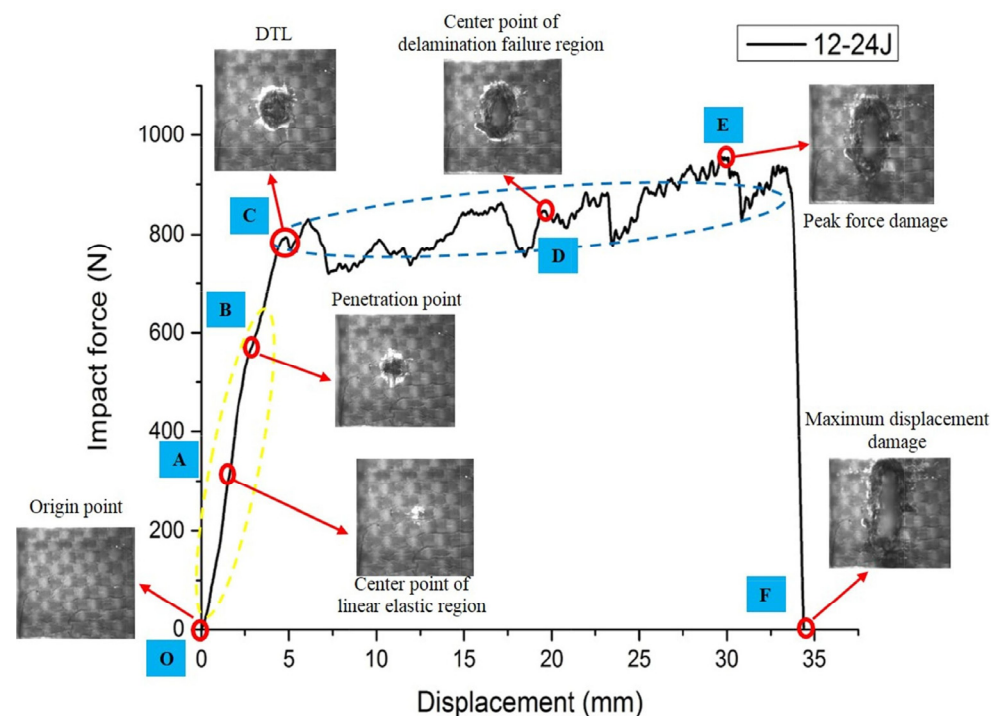 DTL
Center point of
delamination failure region
12-24J
E
Peak force damage
C
D
B
Penetration point
A
Maximum displacement
damage
Origin point
Center point of
linear elastic region
F
O
Impact force (N)
1000
800
600
400
200
0
0 5 10 15 20 25 30 35
Displacement (mm)